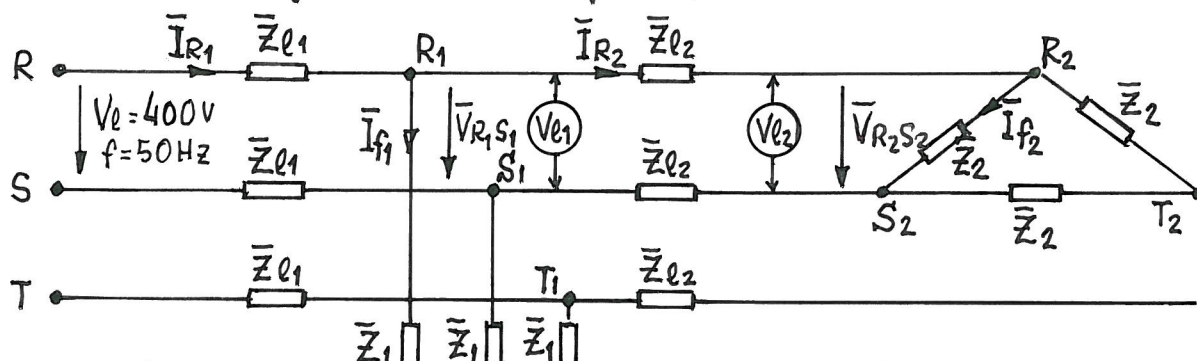 R I̅R1 Z̅ℓ1 R1 I̅R2 Z̅ℓ2 R2
Vℓ=400V
f=50Hz
I̅f1 V̅R1S1 Vℓ1 Vℓ2 V̅R2S2 I̅f2 Z̅2
Z̅2
S Z̅ℓ1 S1 Z̅ℓ2 S2 Z̅2 T2
T Z̅ℓ1 T1 Z̅ℓ2
Z̅1 Z̅1 Z̅1